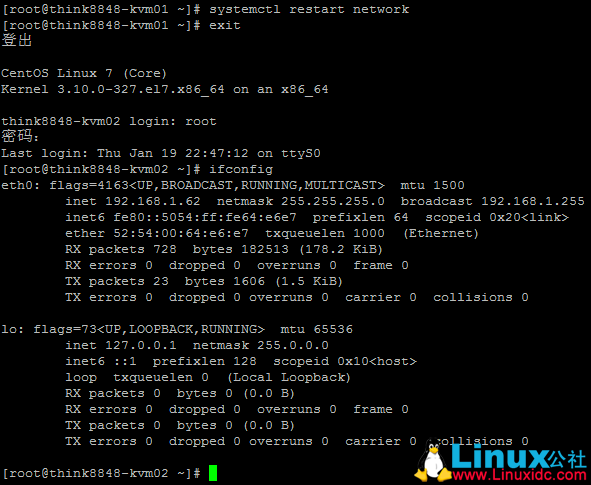 [root@think8848-kvm01 ~]# systemctl restart network
[root@think8848-kvm01 ~]# exit
登出
CentOS Linux 7 (Core)
Kernel 3.10.0-327.el7.x86_64 on an x86_64
think8848-kvm02 login: root
密码:
Last login: Thu Jan 19 22:47:12 on ttyS0
[root@think8848-kvm02 ~]# ifconfig
eth0: flags=4163<UP,BROADCAST,RUNNING,MULTICAST>  mtu 1500
        inet 192.168.1.62  netmask 255.255.255.0  broadcast 192.168.1.255
        inet6 fe80::5054:ff:fe64:e6e7  prefixlen 64  scopeid 0x20<link>
        ether 52:54:00:64:e6:e7  txqueuelen 1000  (Ethernet)
        RX packets 728  bytes 182513 (178.2 KiB)
        RX errors 0  dropped 0  overruns 0  frame 0
        TX packets 23  bytes 1606 (1.5 KiB)
        TX errors 0  dropped 0 overruns 0  carrier 0  collisions 0
lo: flags=73<UP,LOOPBACK,RUNNING>  mtu 65536
        inet 127.0.0.1  netmask 255.0.0.0
        inet6 ::1  prefixlen 128  scopeid 0x10<host>
        loop  txqueuelen 0  (Local Loopback)
        RX packets 0  bytes 0 (0.0 B)
        RX errors 0  dropped 0  overruns 0  frame 0
        TX packets 0  bytes 0 (0.0 B)
        TX errors 0  dropped 0 overruns 0  carrier 0  collisions 0
[root@think8848-kvm02 ~]#
Linux公社
www.Linuxidc.com